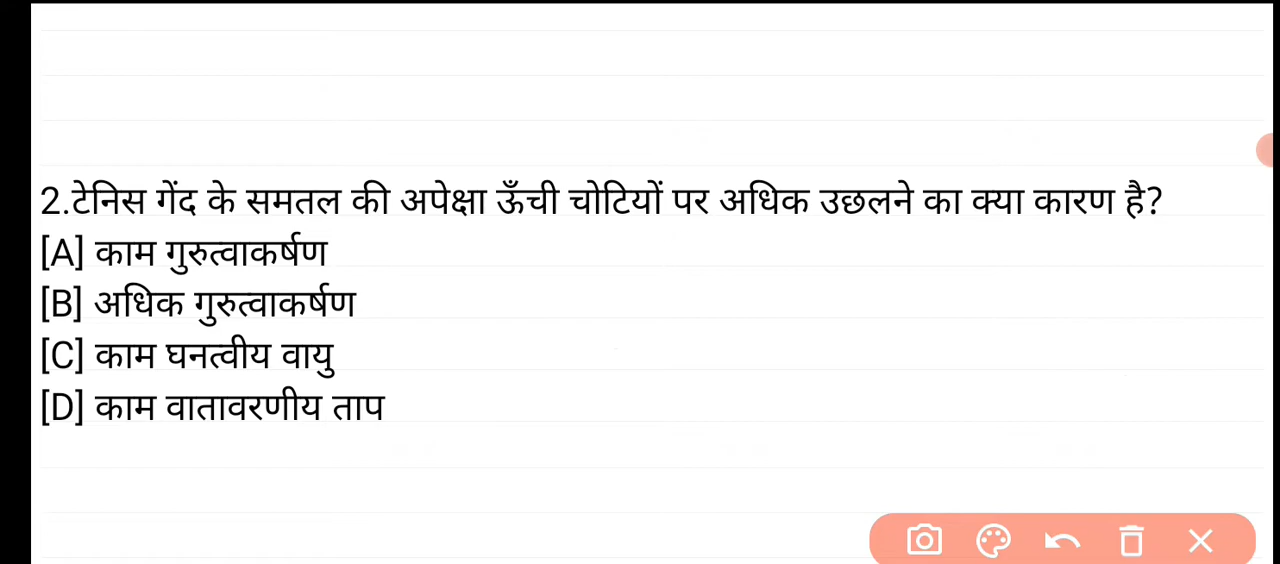 2.टेनिस गेंद के समतल की अपेक्षा ऊँची चोटियों पर अधिक उछलने का क्या कारण है?
[A] काम गुरुत्वाकर्षण
[B] अधिक गुरुत्वाकर्षण
[C] काम घनत्वीय वायु
[D] काम वातावरणीय ताप